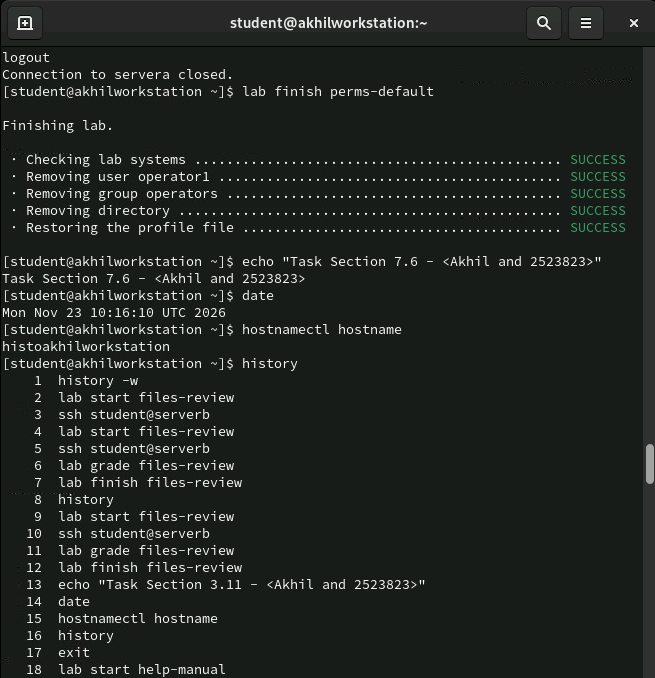 student@akhilworkstation:~
logout
Connection to servera closed.
[student@akhilworkstation ~]$ lab finish perms-default
Finishing lab.
· Checking lab systems .............................................. SUCCESS
· Removing user operator1 ........................................... SUCCESS
· Removing group operators .......................................... SUCCESS
· Removing directory ................................................ SUCCESS
· Restoring the profile file ........................................ SUCCESS
[student@akhilworkstation ~]$ echo "Task Section 7.6 - <Akhil and 2523823>"
Task Section 7.6 - <Akhil and 2523823>
[student@akhilworkstation ~]$ date
Mon Nov 23 10:16:10 UTC 2026
[student@akhilworkstation ~]$ hostnamectl hostname
histoakhilworkstation
[student@akhilworkstation ~]$ history
1 history -w
2 lab start files-review
3 ssh student@serverb
4 lab start files-review
5 ssh student@serverb
6 lab grade files-review
7 lab finish files-review
8 history
9 lab start files-review
10 ssh student@serverb
11 lab grade files-review
12 lab finish files-review
13 echo "Task Section 3.11 - <Akhil and 2523823>"
14 date
15 hostnamectl hostname
16 history
17 exit
18 lab start help-manual